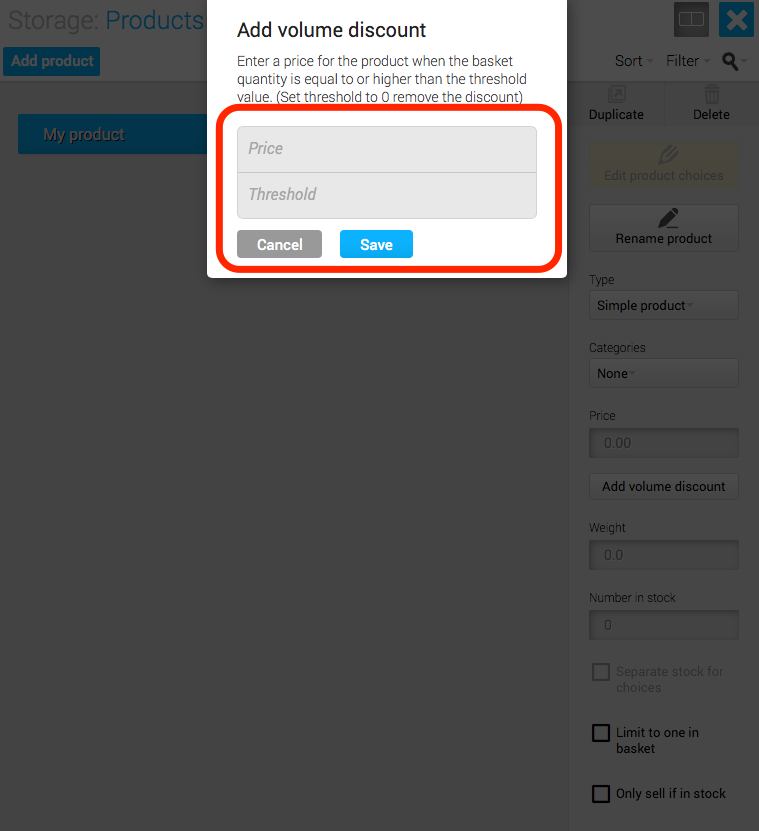 Storage: Products
Add product
Sort
Filter
My product
Add volume discount
Enter a price for the product when the basket
quantity is equal to or higher than the threshold
value. (Set threshold to 0 remove the discount)
Price
Threshold
Cancel
Save
Duplicate
Delete
Edit product choices
Rename product
Type
Simple product
Categories
None
Price
0.00
Add volume discount
Weight
0.0
Number in stock
0
Separate stock for
choices
Limit to one in
basket
Only sell if in stock